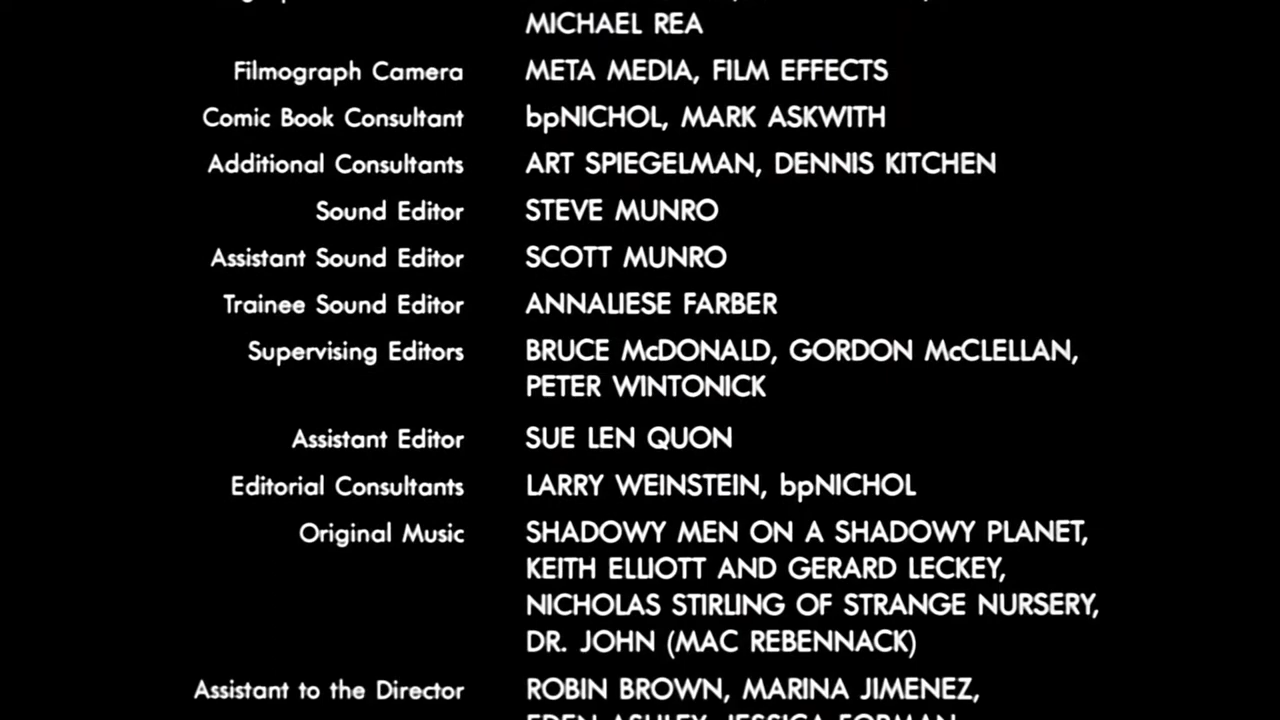 MICHAEL REA
Filmograph Camera META MEDIA, FILM EFFECTS
Comic Book Consultant bpNICHOL, MARK ASKWITH
Additional Consultants ART SPIEGELMAN, DENNIS KITCHEN
Sound Editor STEVE MUNRO
Assistant Sound Editor SCOTT MUNRO
Trainee Sound Editor ANNALIESE FARBER
Supervising Editors BRUCE McDONALD, GORDON McCLELLAN,
PETER WINTONICK
Assistant Editor SUE LEN QUON
Editorial Consultants LARRY WEINSTEIN, bpNICHOL
Original Music SHADOWY MEN ON A SHADOWY PLANET,
KEITH ELLIOTT AND GERARD LECKEY,
NICHOLAS STIRLING OF STRANGE NURSERY,
DR. JOHN (MAC REBENNACK)
Assistant to the Director ROBIN BROWN, MARINA JIMENEZ,
EDEN ASHLEY, JESSICA FORMAN